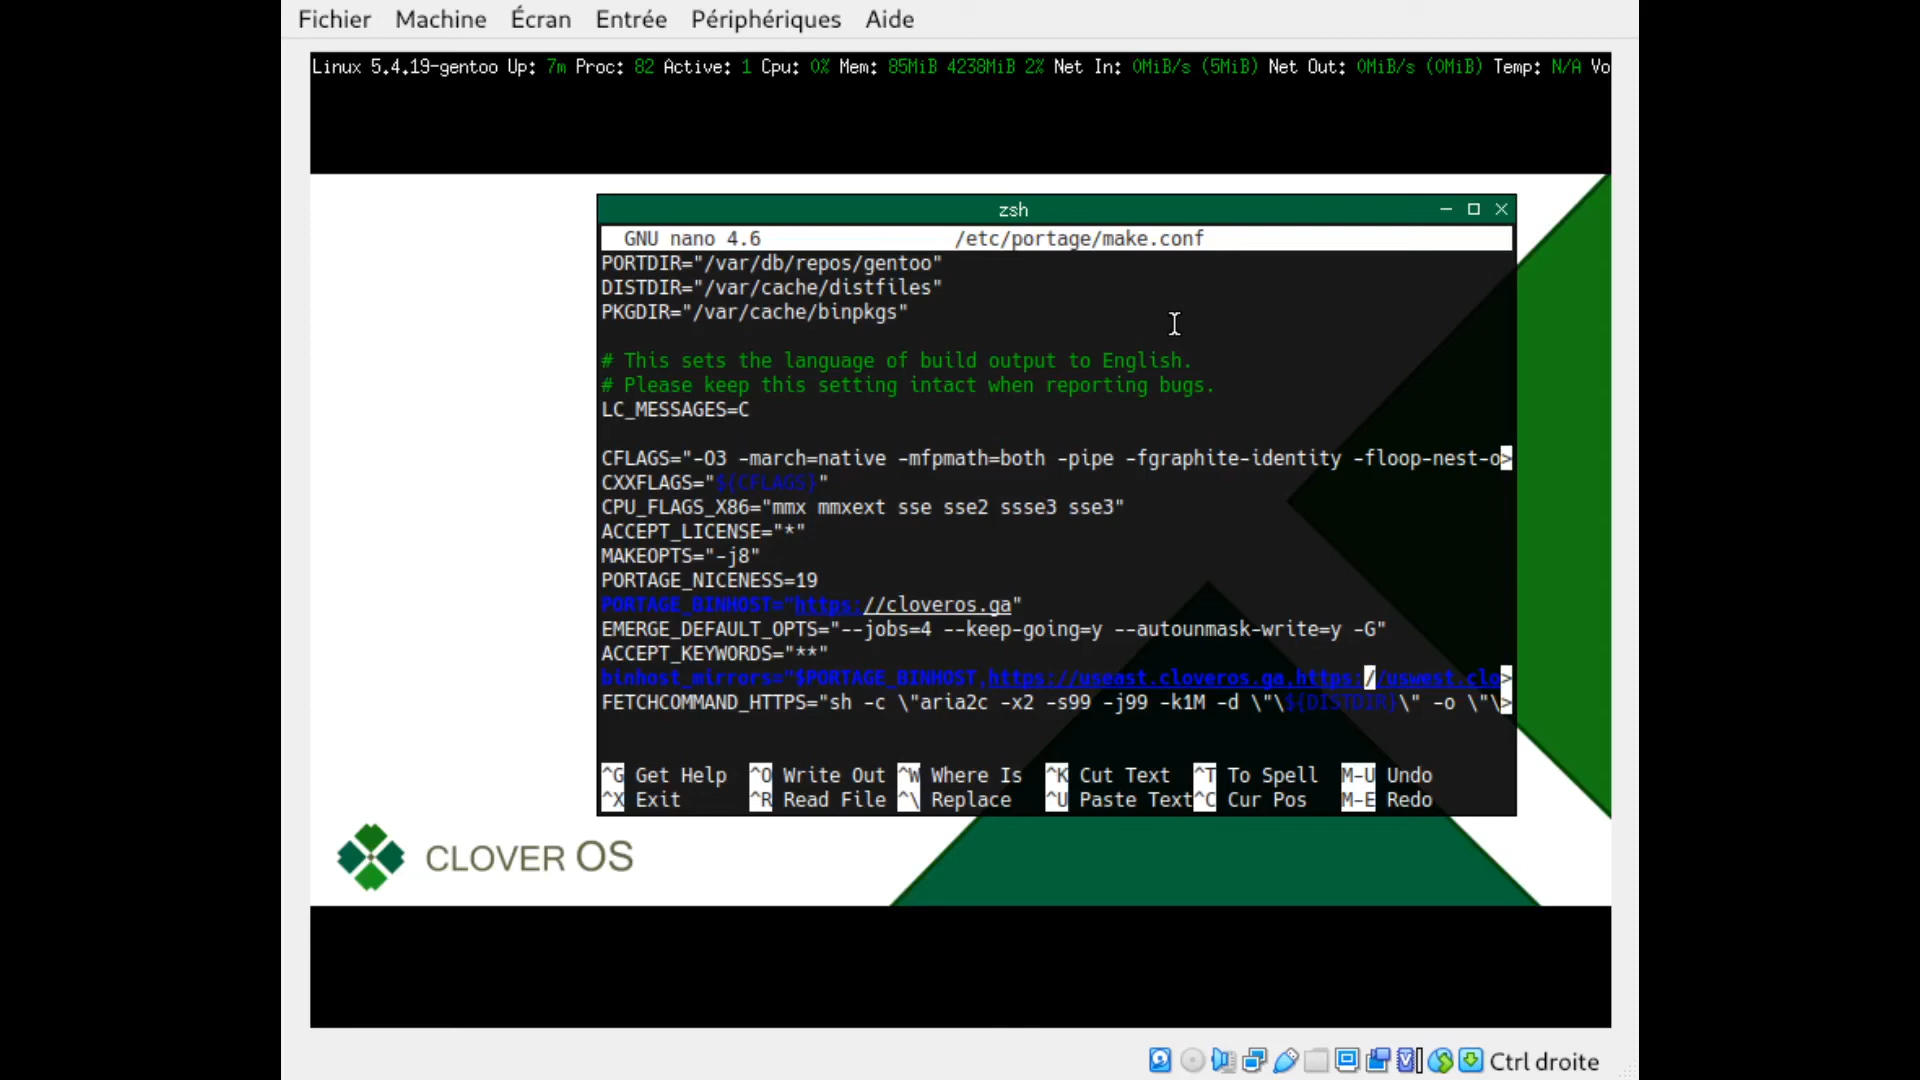 Fichier Machine Écran Entrée Périphériques Aide
Linux 5.4.19-gentoo Up: 7m Proc: 82 Active: 1 Cpu: 0% Mem: 85MiB 4238MiB 2% Net In: 0MiB/s (5MiB) Net Out: 0MiB/s (0MiB) Temp: N/A Vo
zsh
GNU nano 4.6 /etc/portage/make.conf
PORTDIR="/var/db/repos/gentoo"
DISTDIR="/var/cache/distfiles"
PKGDIR="/var/cache/binpkgs"
# This sets the language of build output to English.
# Please keep this setting intact when reporting bugs.
LC_MESSAGES=C
CFLAGS="-O3 -march=native -mfpmath=both -pipe -fgraphite-identity -floop-nest-o>
CXXFLAGS="${CFLAGS}"
CPU_FLAGS_X86="mmx mmxext sse sse2 ssse3 sse3"
ACCEPT_LICENSE="*"
MAKEOPTS="-j8"
PORTAGE_NICENESS=19
PORTAGE_BINHOST="https://cloveros.ga"
EMERGE_DEFAULT_OPTS="--jobs=4 --keep-going=y --autounmask-write=y -G"
ACCEPT_KEYWORDS="**"
binhost_mirrors="$PORTAGE_BINHOST,https://useast.cloveros.ga,https://uswest.clo>
FETCHCOMMAND_HTTPS="sh -c \"aria2c -x2 -s99 -j99 -k1M -d \"\${DISTDIR}\" -o \"\>
^G Get Help ^O Write Out ^W Where Is ^K Cut Text ^T To Spell M-U Undo
^X Exit ^R Read File ^\ Replace ^U Paste Text ^C Cur Pos M-E Redo
CLOVER OS
Ctrl droite